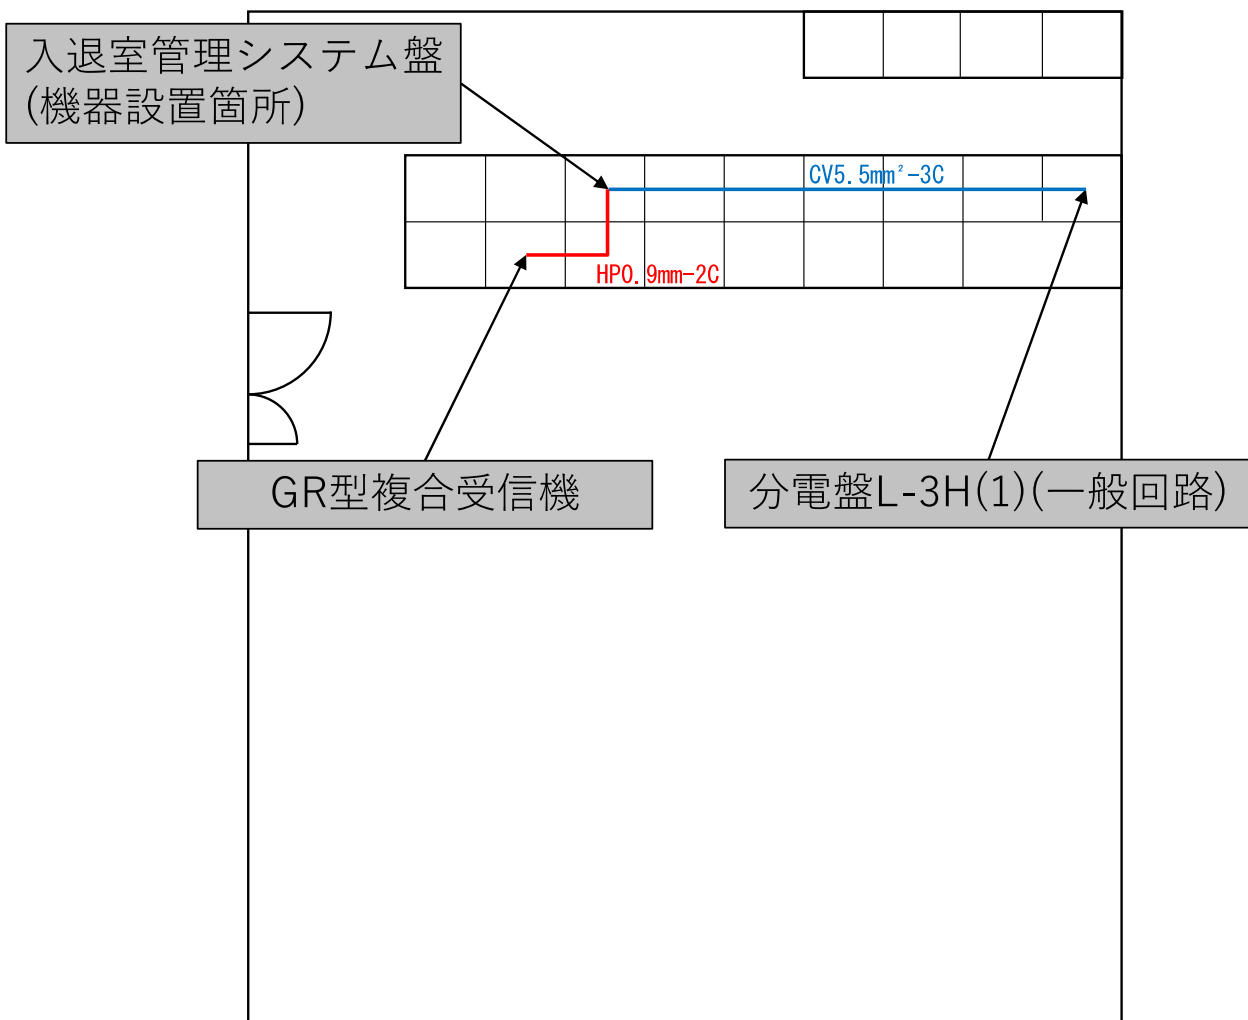 入退室管理システム盤
(機器設置箇所)
CV5.5mm²-3C
HP0.9mm-2C
GR型複合受信機
分電盤L-3H(1)(一般回路)